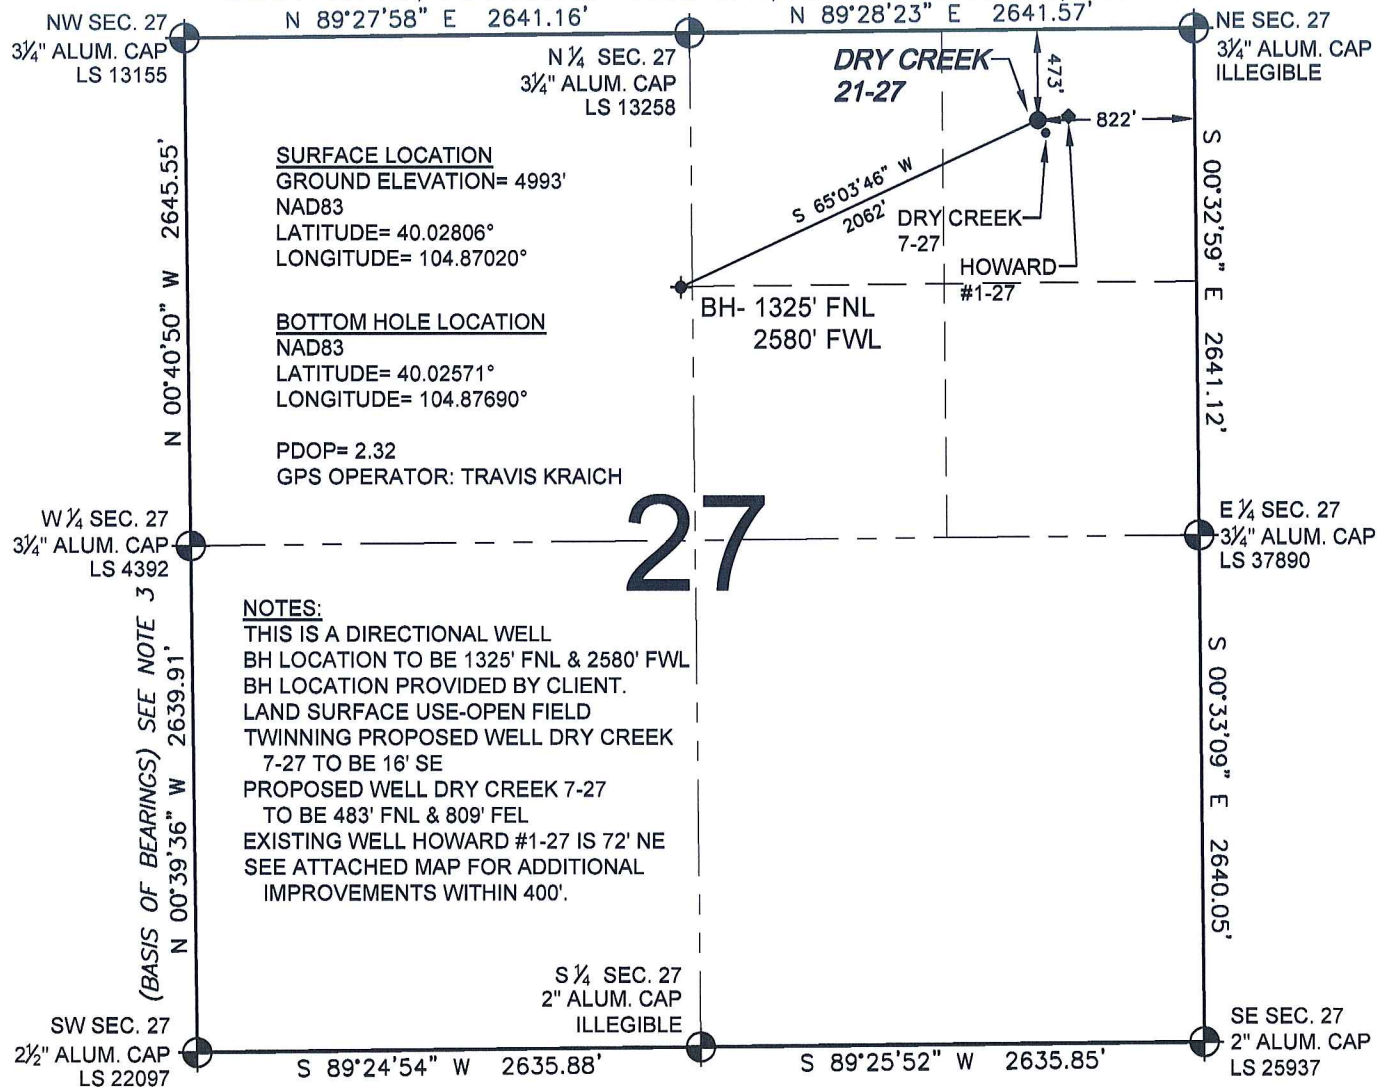 N 89°27'58" E 2641.16'
N 89°28'23" E 2641.57'
NW SEC. 27
3¼" ALUM. CAP
LS 13155
N ¼ SEC. 27
3¼" ALUM. CAP
LS 13258
DRY CREEK
21-27
473'
822'
NE SEC. 27
3¼" ALUM. CAP
ILLEGIBLE
N 00°40'50" W 2645.55'
SURFACE LOCATION
GROUND ELEVATION= 4993'
NAD83
LATITUDE= 40.02806°
LONGITUDE= 104.87020°
BOTTOM HOLE LOCATION
NAD83
LATITUDE= 40.02571°
LONGITUDE= 104.87690°
PDOP= 2.32
GPS OPERATOR: TRAVIS KRAICH
S 65°03'46" W
2062'
DRY CREEK
7-27
HOWARD
#1-27
BH- 1325' FNL
2580' FWL
S 00°32'59" E 2641.12'
W ¼ SEC. 27
3¼" ALUM. CAP
LS 4392
27
E ¼ SEC. 27
3¼" ALUM. CAP
LS 37890
(BASIS OF BEARINGS) SEE NOTE 3
N 00°39'36" W 2639.91'
NOTES:
THIS IS A DIRECTIONAL WELL
BH LOCATION TO BE 1325' FNL & 2580' FWL
BH LOCATION PROVIDED BY CLIENT.
LAND SURFACE USE-OPEN FIELD
TWINNING PROPOSED WELL DRY CREEK
7-27 TO BE 16' SE
PROPOSED WELL DRY CREEK 7-27
TO BE 483' FNL & 809' FEL
EXISTING WELL HOWARD #1-27 IS 72' NE
SEE ATTACHED MAP FOR ADDITIONAL
IMPROVEMENTS WITHIN 400'.
S 00°33'09" E 2640.05'
SW SEC. 27
2½" ALUM. CAP
LS 22097
S 89°24'54" W 2635.88'
S ¼ SEC. 27
2" ALUM. CAP
ILLEGIBLE
S 89°25'52" W 2635.85'
SE SEC. 27
2" ALUM. CAP
LS 25937